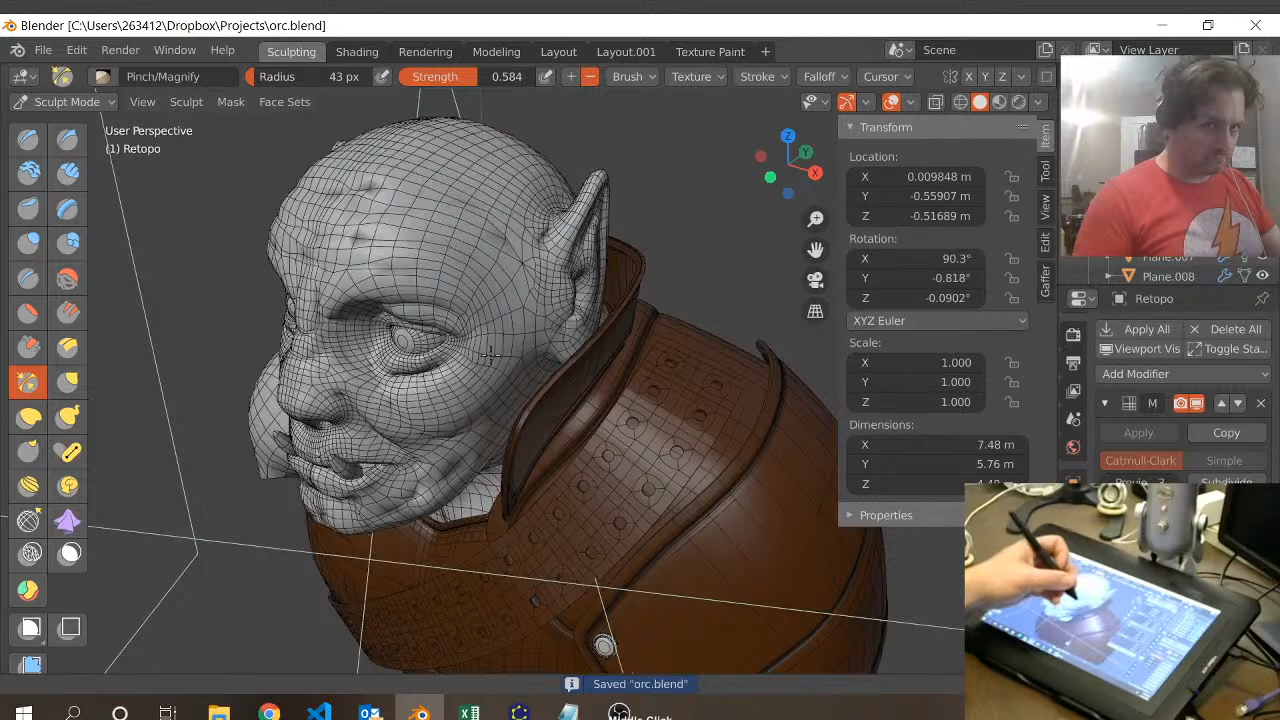 Blender [C:\Users\263412\Dropbox\Projects\orc.blend]
File Edit Render Window Help Sculpting Shading Rendering Modeling Layout Layout.001 Texture Paint + Scene View Layer
Pinch/Magnify Radius 43 px Strength 0.584 Brush Texture Stroke Falloff Cursor X Y Z
Sculpt Mode View Sculpt Mask Face Sets
User Perspective
(1) Retopo
Z
Y
X
Transform
Location:
X 0.009848 m
Y -0.55907 m
Z -0.51689 m
Rotation:
X 90.3°
Y -0.818°
Z -0.0902°
XYZ Euler
Scale:
X 1.000
Y 1.000
Z 1.000
Dimensions:
X 7.48 m
Y 5.76 m
Z
Properties
Item
Tool
View
Edit
Gaffer
Plane.008
Retopo
Apply All Delete All
Viewport Vis Toggle Sta...
Add Modifier
M
Apply Copy
Catmull-Clark Simple
Saved "orc.blend"